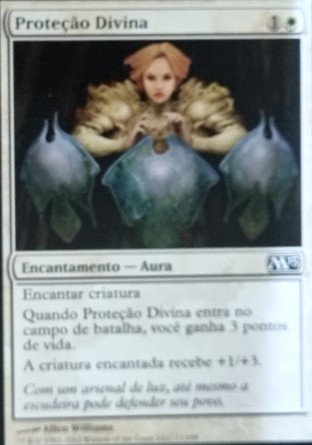 Proteção Divina 1
Encantamento — Aura M15
Encantar criatura
Quando Proteção Divina entra no
campo de batalha, você ganha 3 pontos
de vida.
A criatura encantada recebe +1/+3.
Com um arsenal de luz, até mesmo a
escudeira pode defender seu povo.
Allen Williams